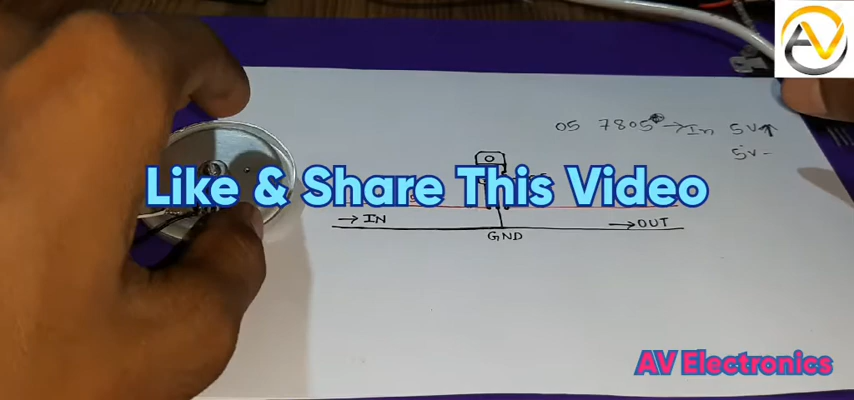 AV
05 7805 → In 5V↑
5V-
Like & Share This Video
→ IN
→ OUT
GND
AV Electronics